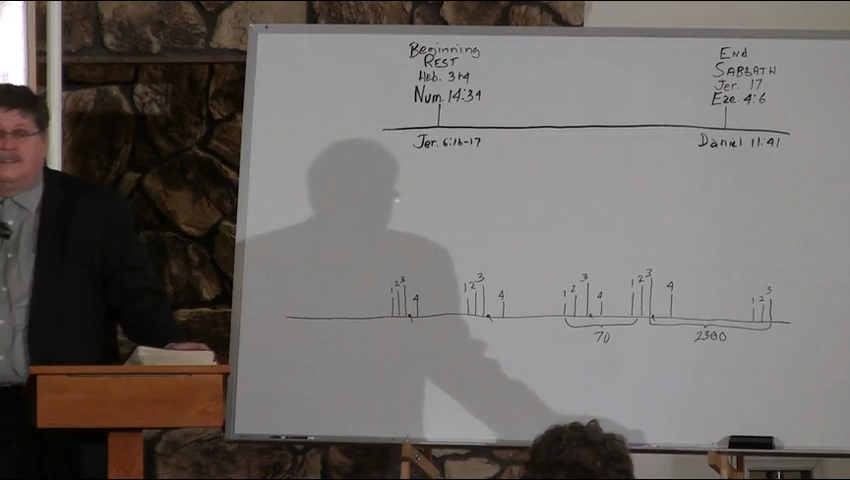 Beginning
REST
Heb. 3+4
Num. 14:34
Jer. 6:16-17
End
SABBATH
Jer. 17
Eze. 4:6
Daniel 11:41
1 2 3 4
1 2 3 4
1 2 3 4
1 2 3 4
1 2 3
70
2300